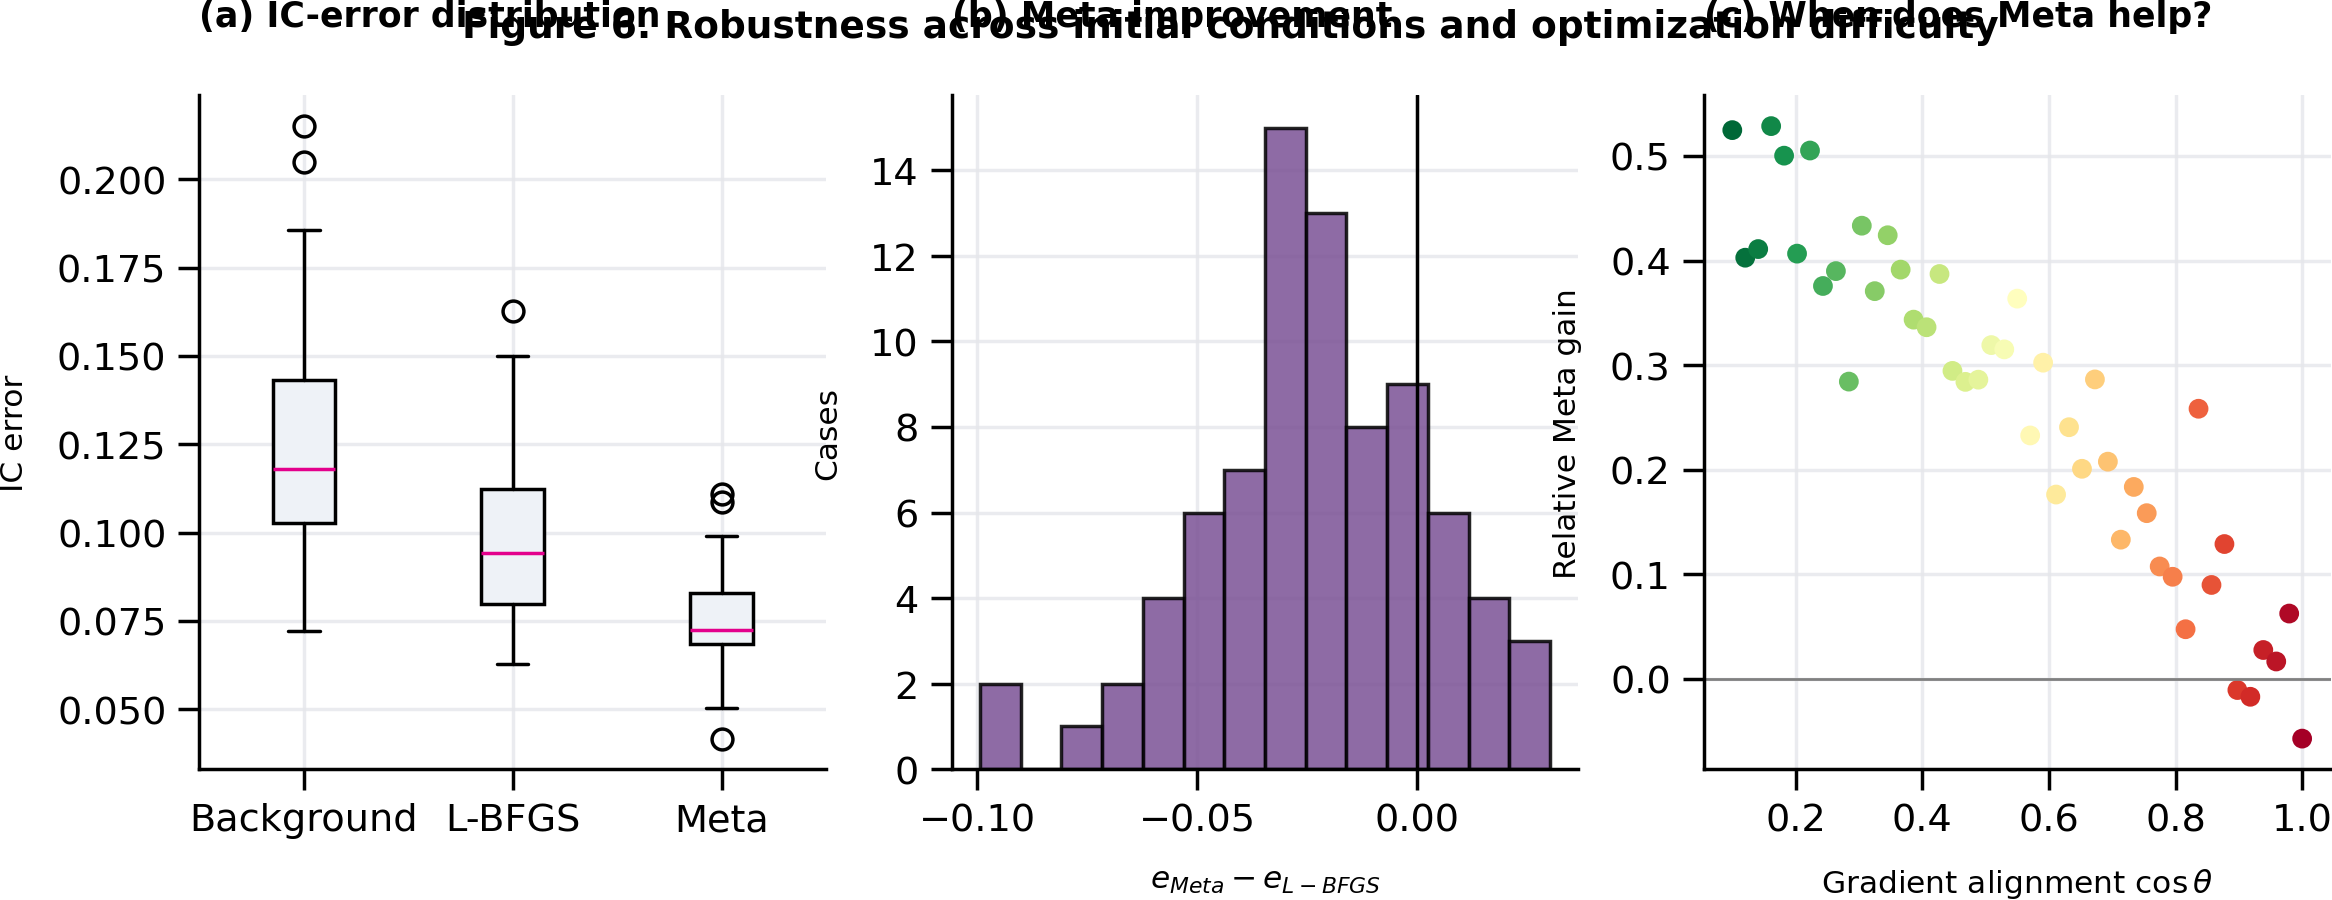 Figure 6: Robustness across initial conditions and optimization difficulty
(a) IC-error distribution
IC error
0.200
0.175
0.150
0.125
0.100
0.075
0.050
Background L-BFGS Meta
(b) Meta improvement
Cases
14
12
10
8
6
4
2
0
−0.10 −0.05 0.00
e_Meta − e_L−BFGS
(c) When does Meta help?
Relative Meta gain
0.5
0.4
0.3
0.2
0.1
0.0
0.2 0.4 0.6 0.8 1.0
Gradient alignment cos θ